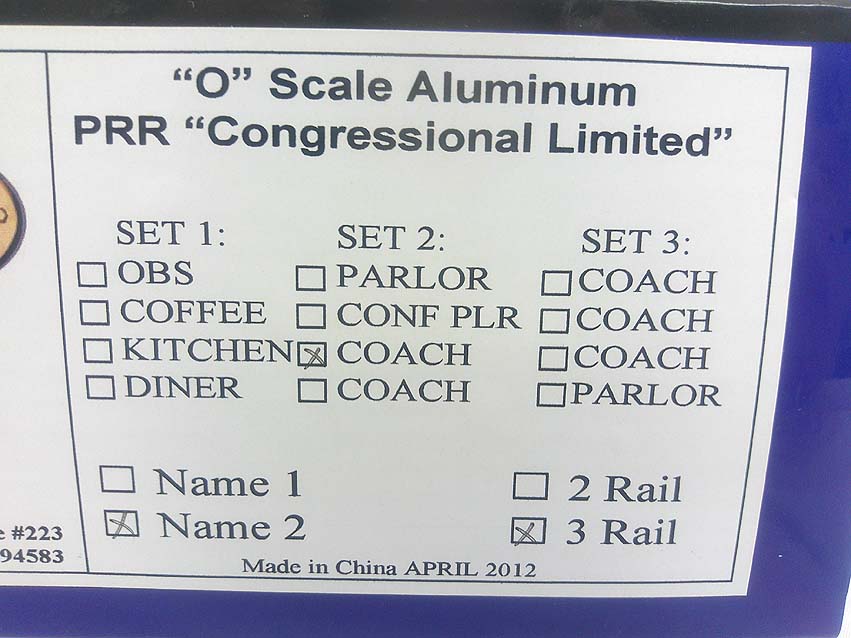 “O” Scale Aluminum
PRR “Congressional Limited”
SET 1: SET 2: SET 3:
☐ OBS ☐ PARLOR ☐ COACH
☐ COFFEE ☐ CONF PLR ☐ COACH
☐ KITCHEN ☒ COACH ☐ COACH
☐ DINER ☐ COACH ☐ PARLOR
☐ Name 1 ☐ 2 Rail
☒ Name 2 ☒ 3 Rail
#223
94583
Made in China APRIL 2012